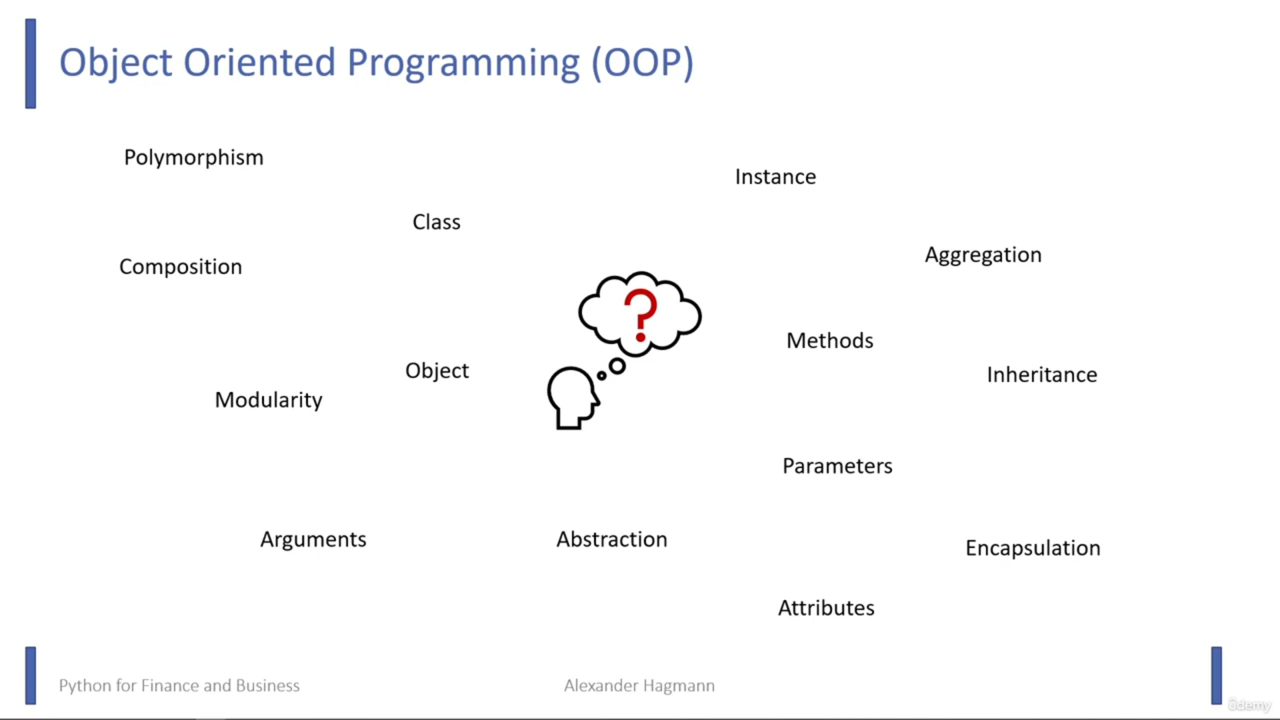 Object Oriented Programming (OOP)
Polymorphism
Instance
Class
Aggregation
Composition
?
Methods
Object
Inheritance
Modularity
Parameters
Arguments
Abstraction
Encapsulation
Attributes
Python for Finance and Business
Alexander Hagmann
ûdemy